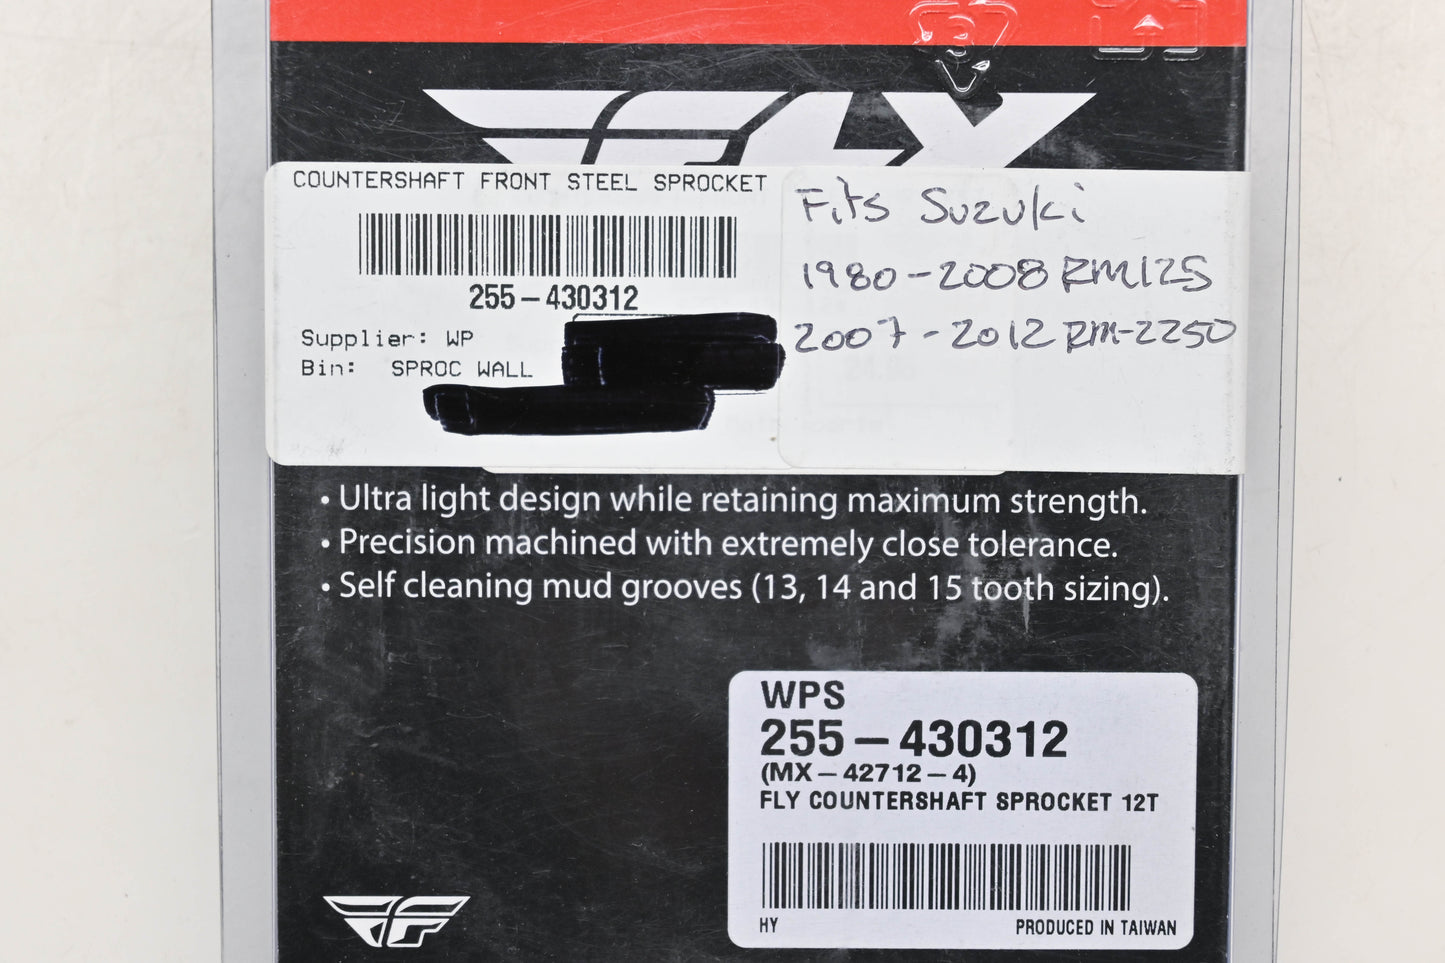 3
FLY
COUNTERSHAFT FRONT STEEL SPROCKET
255-430312
Supplier: WP
Bin: SPROC WALL
Fits Suzuki
1980-2008 RM125
2007-2012 RM-Z250
• Ultra light design while retaining maximum strength.
• Precision machined with extremely close tolerance.
• Self cleaning mud grooves (13, 14 and 15 tooth sizing).
WPS
255-430312
(MX-42712-4)
FLY COUNTERSHAFT SPROCKET 12T
HY PRODUCED IN TAIWAN